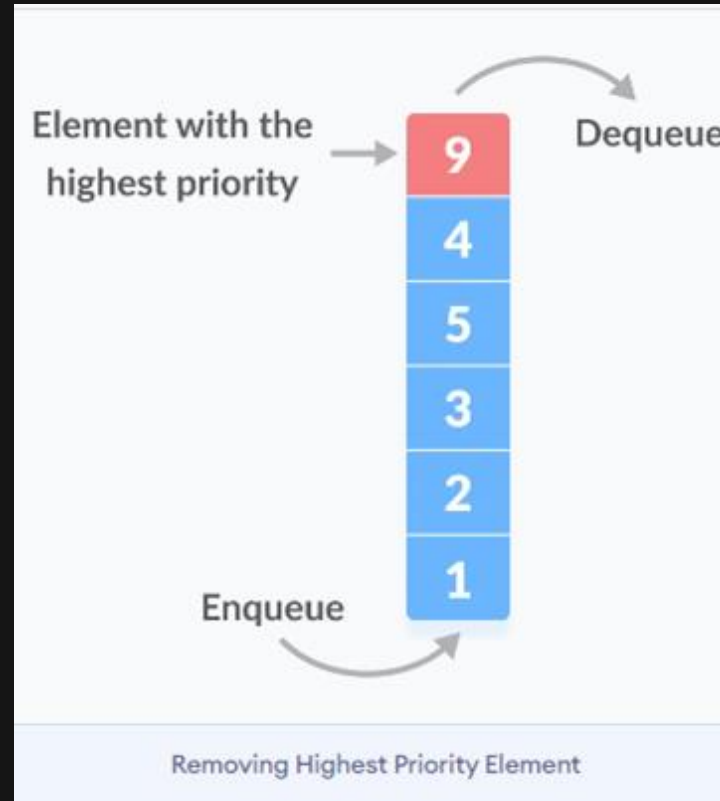 Element with the
highest priority
Dequeue
9
4
5
3
2
1
Enqueue
Removing Highest Priority Element